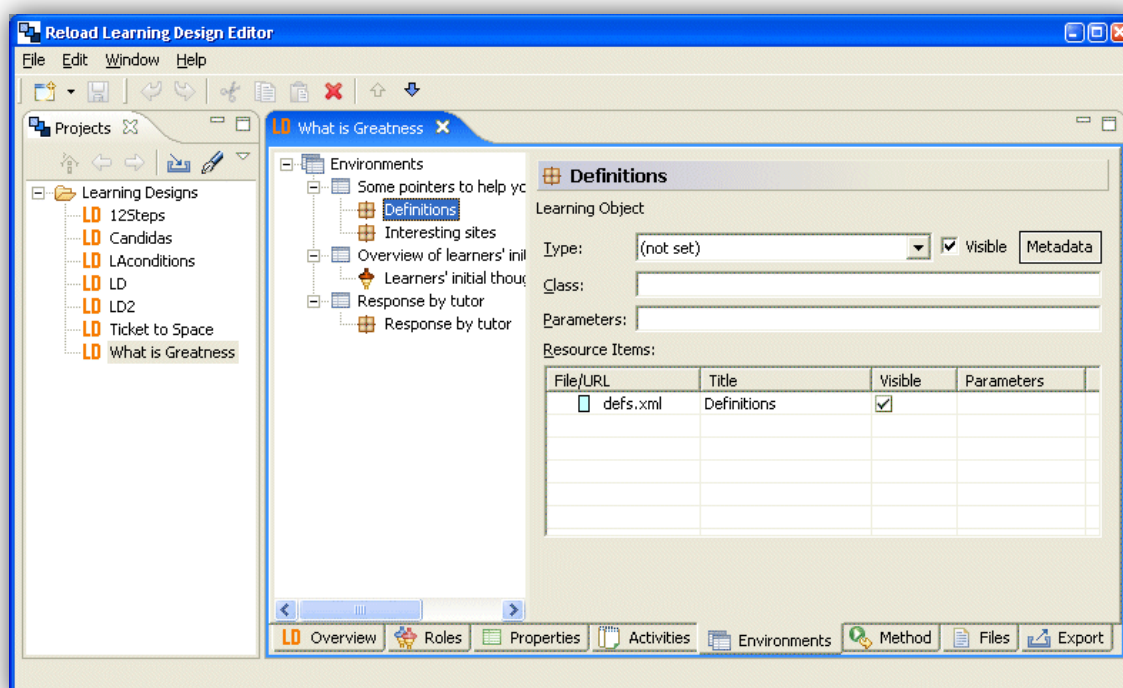 Reload Learning Design Editor
File Edit Window Help
Projects
Learning Designs
LD 12Steps
LD Candidas
LD LAconditions
LD LD
LD LD2
LD Ticket to Space
LD What is Greatness
LD What is Greatness
Environments
Some pointers to help yo
Definitions
Interesting sites
Overview of learners' ini
Learners' initial thoug
Response by tutor
Response by tutor
Definitions
Learning Object
Type: (not set) Visible Metadata
Class:
Parameters:
Resource Items:
File/URL Title Visible Parameters
defs.xml Definitions
LD Overview Roles Properties Activities Environments Method Files Export